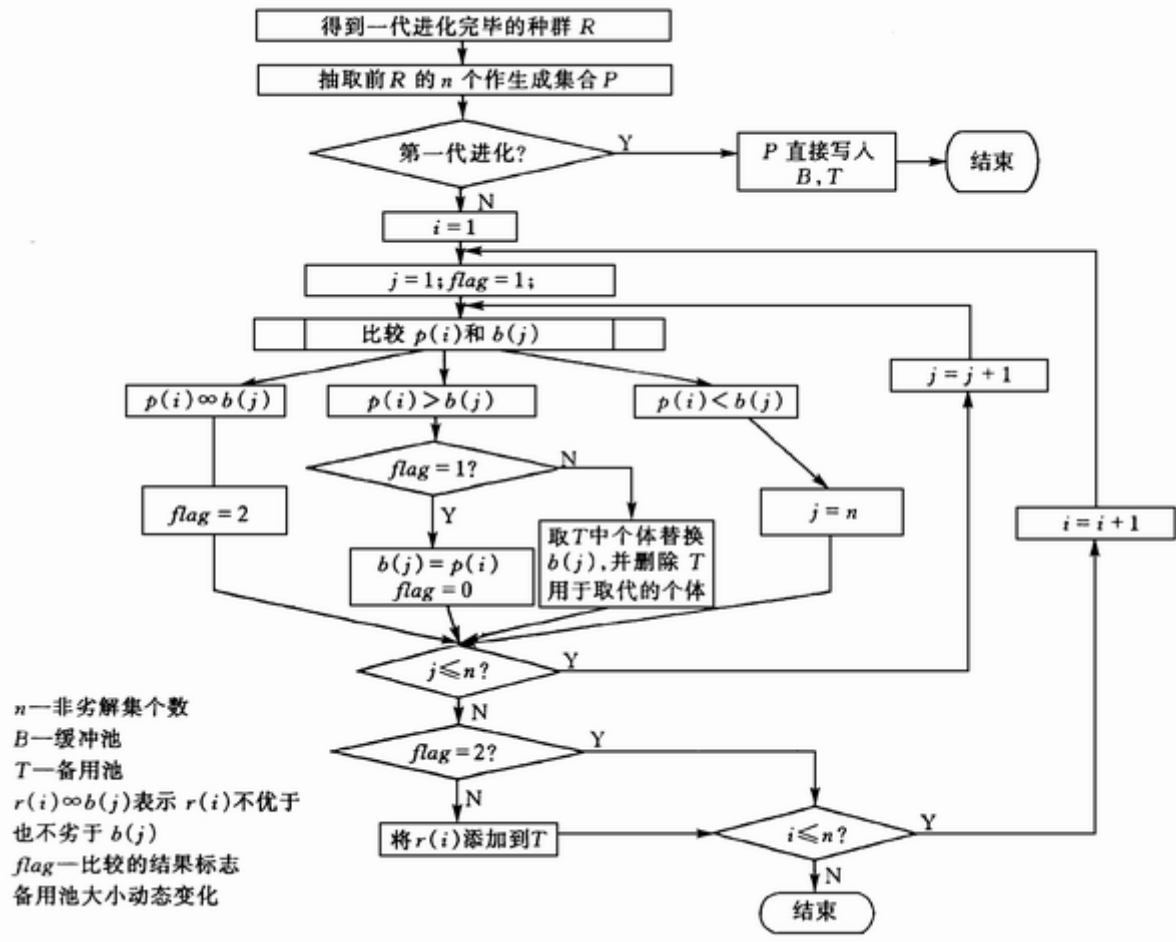 得到一代进化完毕的种群 R
抽取前 R 的 n 个作生成集合 P
第一代进化?
Y
P 直接写入
B, T
结束
N
i = 1
j = 1; flag = 1;
比较 p(i)和 b(j)
j = j + 1
p(i)∞b(j)
p(i)>b(j)
p(i)<b(j)
flag = 1?
N
flag = 2
Y
j = n
i = i + 1
b(j) = p(i)
flag = 0
取T中个体替换
b(j),并删除 T
用于取代的个体
j≤n?
Y
N
n—非劣解集个数
B—缓冲池
T—备用池
r(i)∞b(j)表示 r(i)不优于
也不劣于 b(j)
flag—比较的结果标志
备用池大小动态变化
flag = 2?
Y
N
将r(i)添加到T
i≤n?
Y
N
结束